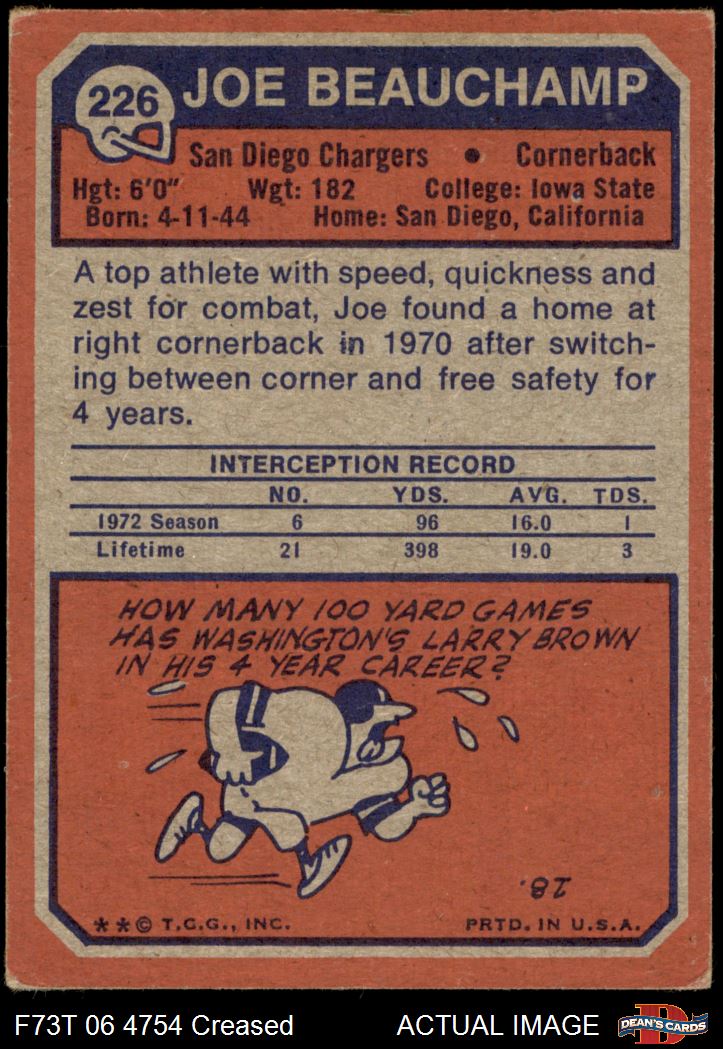 226
JOE BEAUCHAMP
San Diego Chargers • Cornerback
Hgt: 6'0" Wgt: 182 College: Iowa State
Born: 4-11-44 Home: San Diego, California
A top athlete with speed, quickness and
zest for combat, Joe found a home at
right cornerback in 1970 after switch-
ing between corner and free safety for
4 years.
INTERCEPTION RECORD
NO. YDS. AVG. TDS.
1972 Season 6 96 16.0 1
Lifetime 21 398 19.0 3
HOW MANY 100 YARD GAMES
HAS WASHINGTON'S LARRY BROWN
IN HIS 4 YEAR CAREER?
18.
**© T.C.G., INC. PRTD. IN U.S.A.
F73T 06 4754 Creased ACTUAL IMAGE
D
DEAN'S CARDS